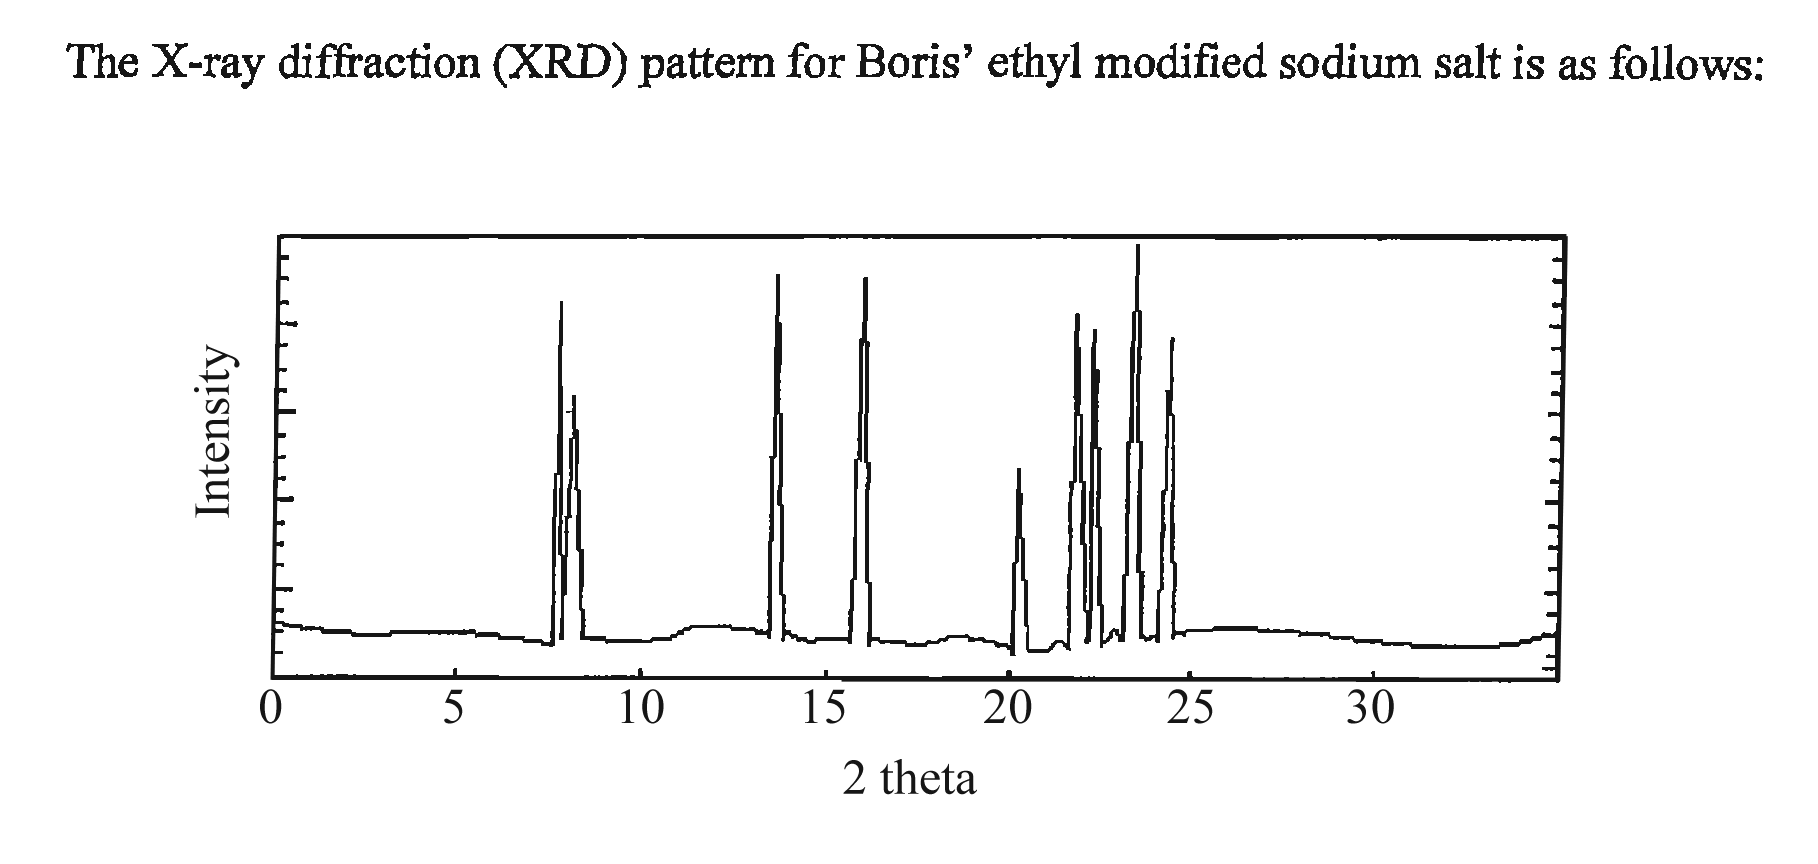 The X-ray diffraction (XRD) pattern for Boris’ ethyl modified sodium salt is as follows:
Intensity
0 5 10 15 20 25 30
2 theta